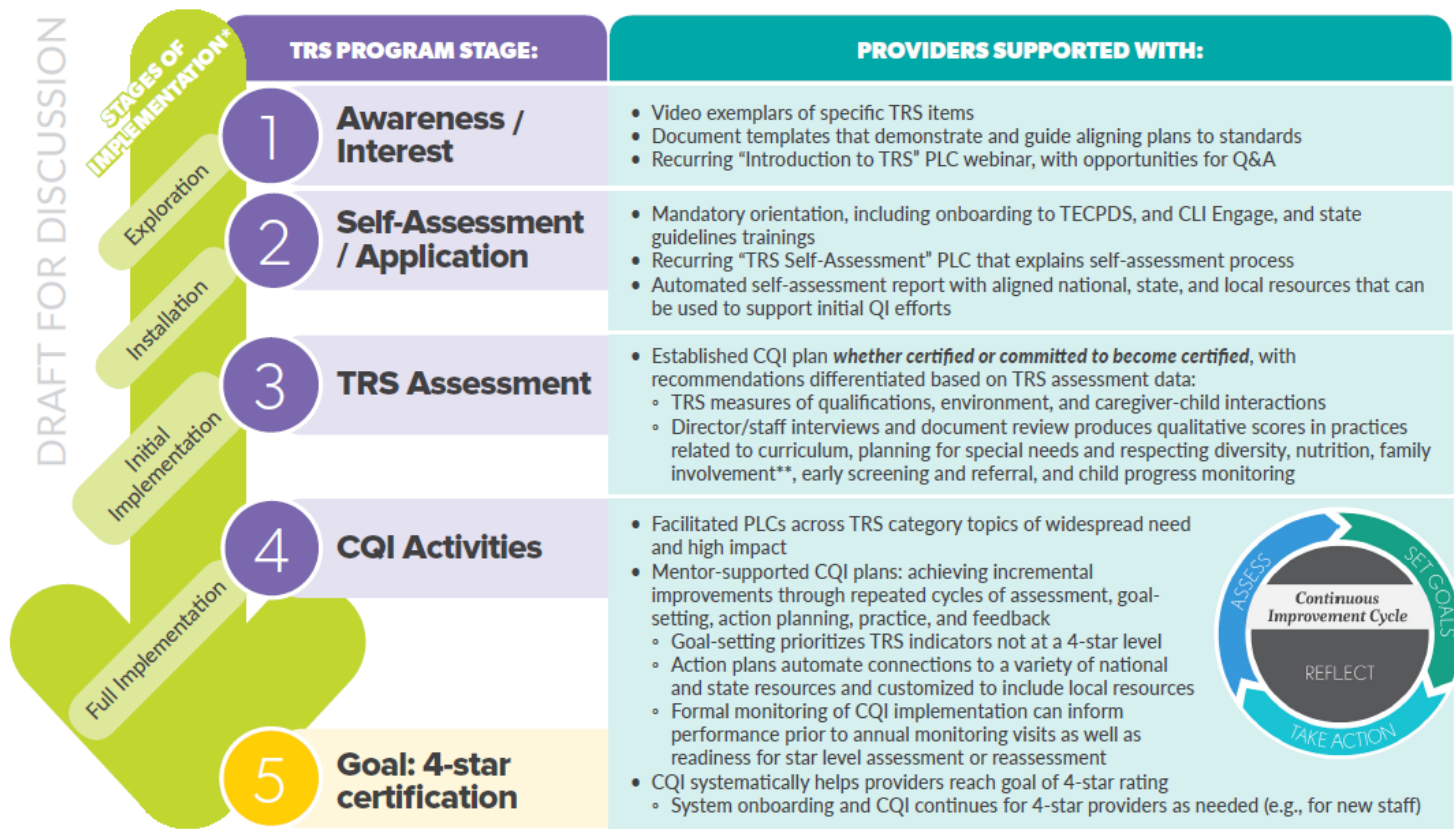 DRAFT FOR DISCUSSION
STAGES OF
IMPLEMENTATION*
TRS PROGRAM STAGE:
PROVIDERS SUPPORTED WITH:
Exploration
1
Awareness /
Interest
• Video exemplars of specific TRS items
• Document templates that demonstrate and guide aligning plans to standards
• Recurring “Introduction to TRS” PLC webinar, with opportunities for Q&A
Installation
2
Self-Assessment
/ Application
• Mandatory orientation, including onboarding to TECPDS, and CLI Engage, and state
guidelines trainings
• Recurring “TRS Self-Assessment” PLC that explains self-assessment process
• Automated self-assessment report with aligned national, state, and local resources that can
be used to support initial QI efforts
Initial
Implementation
3
TRS Assessment
• Established CQI plan whether certified or committed to become certified, with
recommendations differentiated based on TRS assessment data:
◦ TRS measures of qualifications, environment, and caregiver-child interactions
◦ Director/staff interviews and document review produces qualitative scores in practices
related to curriculum, planning for special needs and respecting diversity, nutrition, family
involvement**, early screening and referral, and child progress monitoring
Full Implementation
4
CQI Activities
• Facilitated PLCs across TRS category topics of widespread need
and high impact
• Mentor-supported CQI plans: achieving incremental
improvements through repeated cycles of assessment, goal-
setting, action planning, practice, and feedback
◦ Goal-setting prioritizes TRS indicators not at a 4-star level
◦ Action plans automate connections to a variety of national
and state resources and customized to include local resources
◦ Formal monitoring of CQI implementation can inform
performance prior to annual monitoring visits as well as
readiness for star level assessment or reassessment
ASSESS
SET GOALS
Continuous
Improvement Cycle
REFLECT
TAKE ACTION
5
Goal: 4-star
certification
• CQI systematically helps providers reach goal of 4-star rating
◦ System onboarding and CQI continues for 4-star providers as needed (e.g., for new staff)